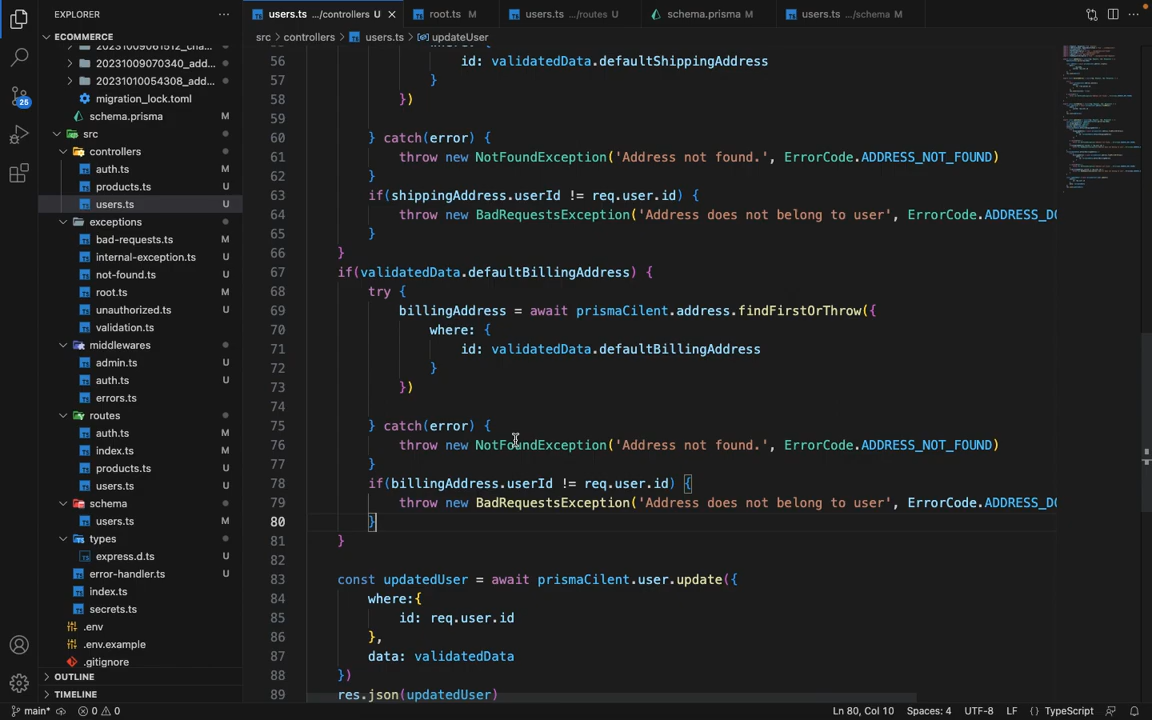 EXPLORER
ECOMMERCE
20231009070340_add...
20231010054308_add...
migration_lock.toml
schema.prisma M
src
controllers
auth.ts M
products.ts U
users.ts U
exceptions
bad-requests.ts M
internal-exception.ts U
not-found.ts U
root.ts M
unauthorized.ts U
validation.ts
middlewares
admin.ts U
auth.ts U
errors.ts
routes
auth.ts M
index.ts M
products.ts U
users.ts U
schema
users.ts M
types
express.d.ts U
error-handler.ts U
index.ts
secrets.ts
.env
.env.example
.gitignore
OUTLINE
TIMELINE
25
users.ts .../controllers U
root.ts M
users.ts .../routes U
schema.prisma M
users.ts .../schema M
src > controllers > users.ts > updateUser
56 id: validatedData.defaultShippingAddress
57 }
58 })
59
60 } catch(error) {
61 throw new NotFoundException('Address not found.', ErrorCode.ADDRESS_NOT_FOUND)
62 }
63 if(shippingAddress.userId != req.user.id) {
64 throw new BadRequestsException('Address does not belong to user', ErrorCode.ADDRESS_DO
65 }
66 }
67 if(validatedData.defaultBillingAddress) {
68 try {
69 billingAddress = await prismaCilent.address.findFirstOrThrow({
70 where: {
71 id: validatedData.defaultBillingAddress
72 }
73 })
74
75 } catch(error) {
76 throw new NotFoundException('Address not found.', ErrorCode.ADDRESS_NOT_FOUND)
77 }
78 if(billingAddress.userId != req.user.id) {
79 throw new BadRequestsException('Address does not belong to user', ErrorCode.ADDRESS_DO
80 }
81 }
82
83 const updatedUser = await prismaCilent.user.update({
84 where:{
85 id: req.user.id
86 },
87 data: validatedData
88 })
89 res.json(updatedUser)
main* 0 0 Ln 80, Col 10 Spaces: 4 UTF-8 LF {} TypeScript